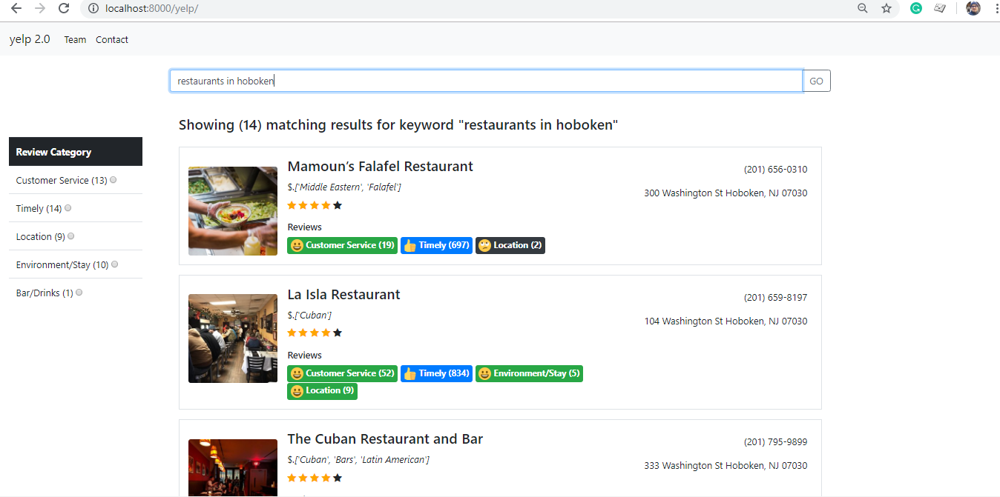 localhost:8000/yelp/
yelp 2.0 Team Contact
restaurants in hoboken GO
Showing (14) matching results for keyword "restaurants in hoboken"
Review Category
Customer Service (13)
Timely (14)
Location (9)
Environment/Stay (10)
Bar/Drinks (1)
Mamoun’s Falafel Restaurant
$.['Middle Eastern', 'Falafel']
Reviews
Customer Service (19) Timely (697) Location (2)
(201) 656-0310
300 Washington St Hoboken, NJ 07030
La Isla Restaurant
$.['Cuban']
Reviews
Customer Service (52) Timely (834) Environment/Stay (5)
Location (9)
(201) 659-8197
104 Washington St Hoboken, NJ 07030
The Cuban Restaurant and Bar
$.['Cuban', 'Bars', 'Latin American']
(201) 795-9899
333 Washington St Hoboken, NJ 07030